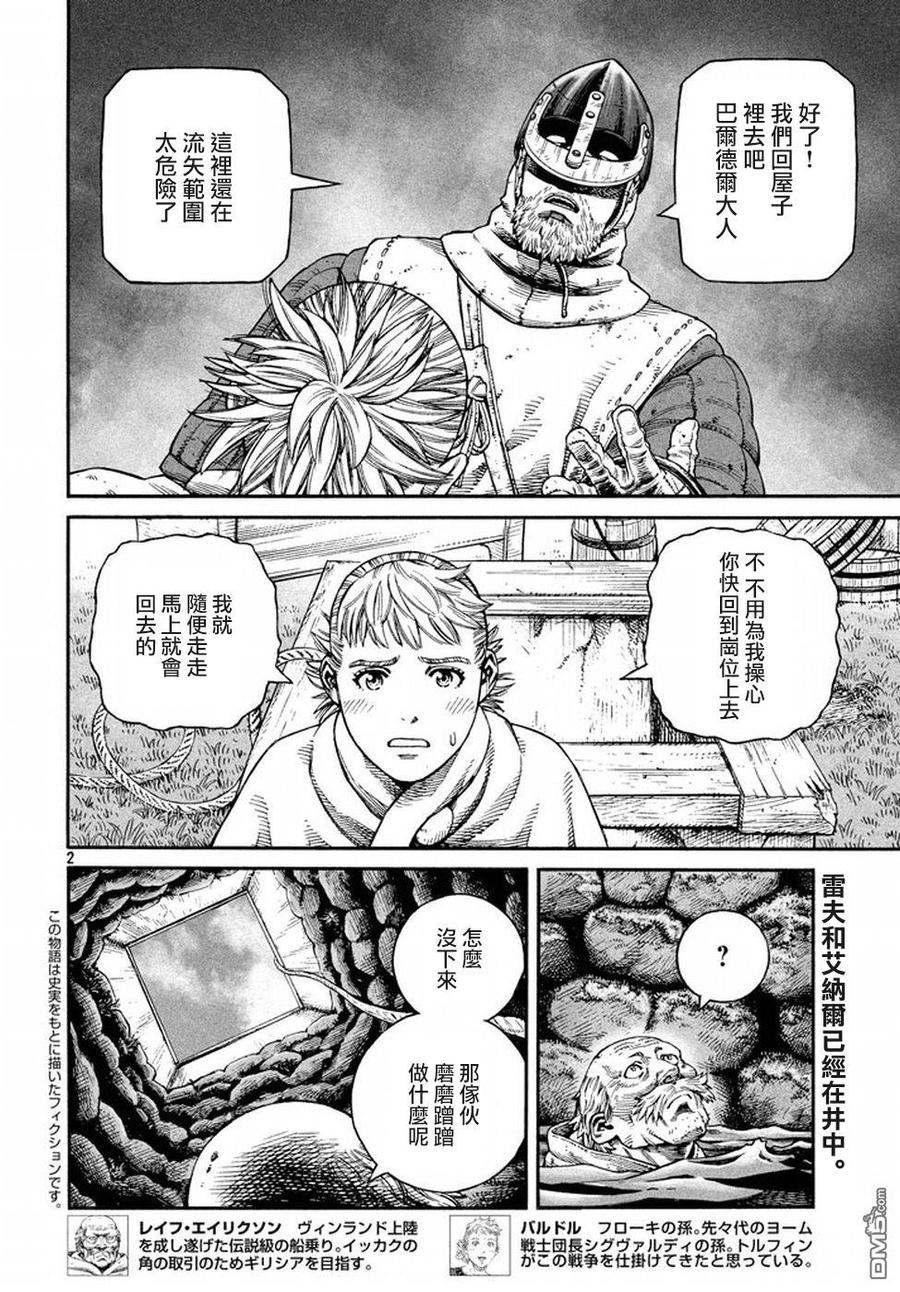 好了！
我們回屋子
裡去吧
巴爾德爾大人
這裡還在
流矢範圍
太危險了
不 不用為我操心
你快回到崗位上去
我就
隨便走走
馬上就會
回去的
2
雷夫和艾納爾已經在井中。
？
怎麼
沒下來
那傢伙
磨磨蹭蹭
做什麼呢
この物語は史実をもとに描いたフィクションです。
レイフ・エイリクソン　ヴィンランド上陸
を成し遂げた伝説級の船乗り。イッカクの
角の取引のためギリシアを目指す。
バルドル　フローキの孫。先々代のヨーム
戦士団長シグヴァルディの孫。トルフィン
がこの戦争を仕掛けてきたと思っている。